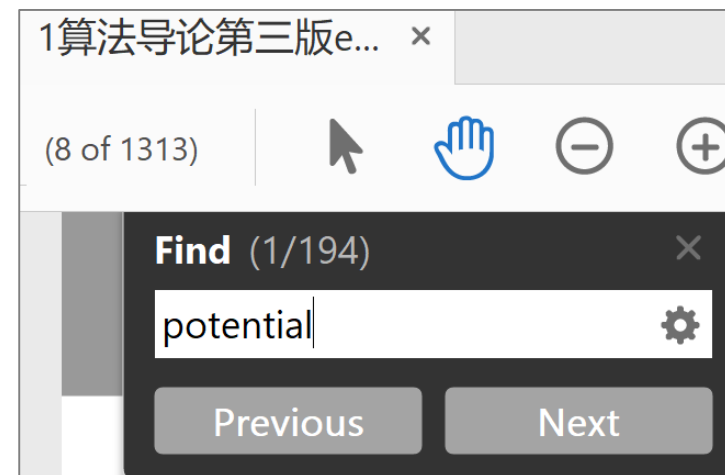 1算法导论第三版e...
(8 of 1313)
Find (1/194)
potential
Previous Next